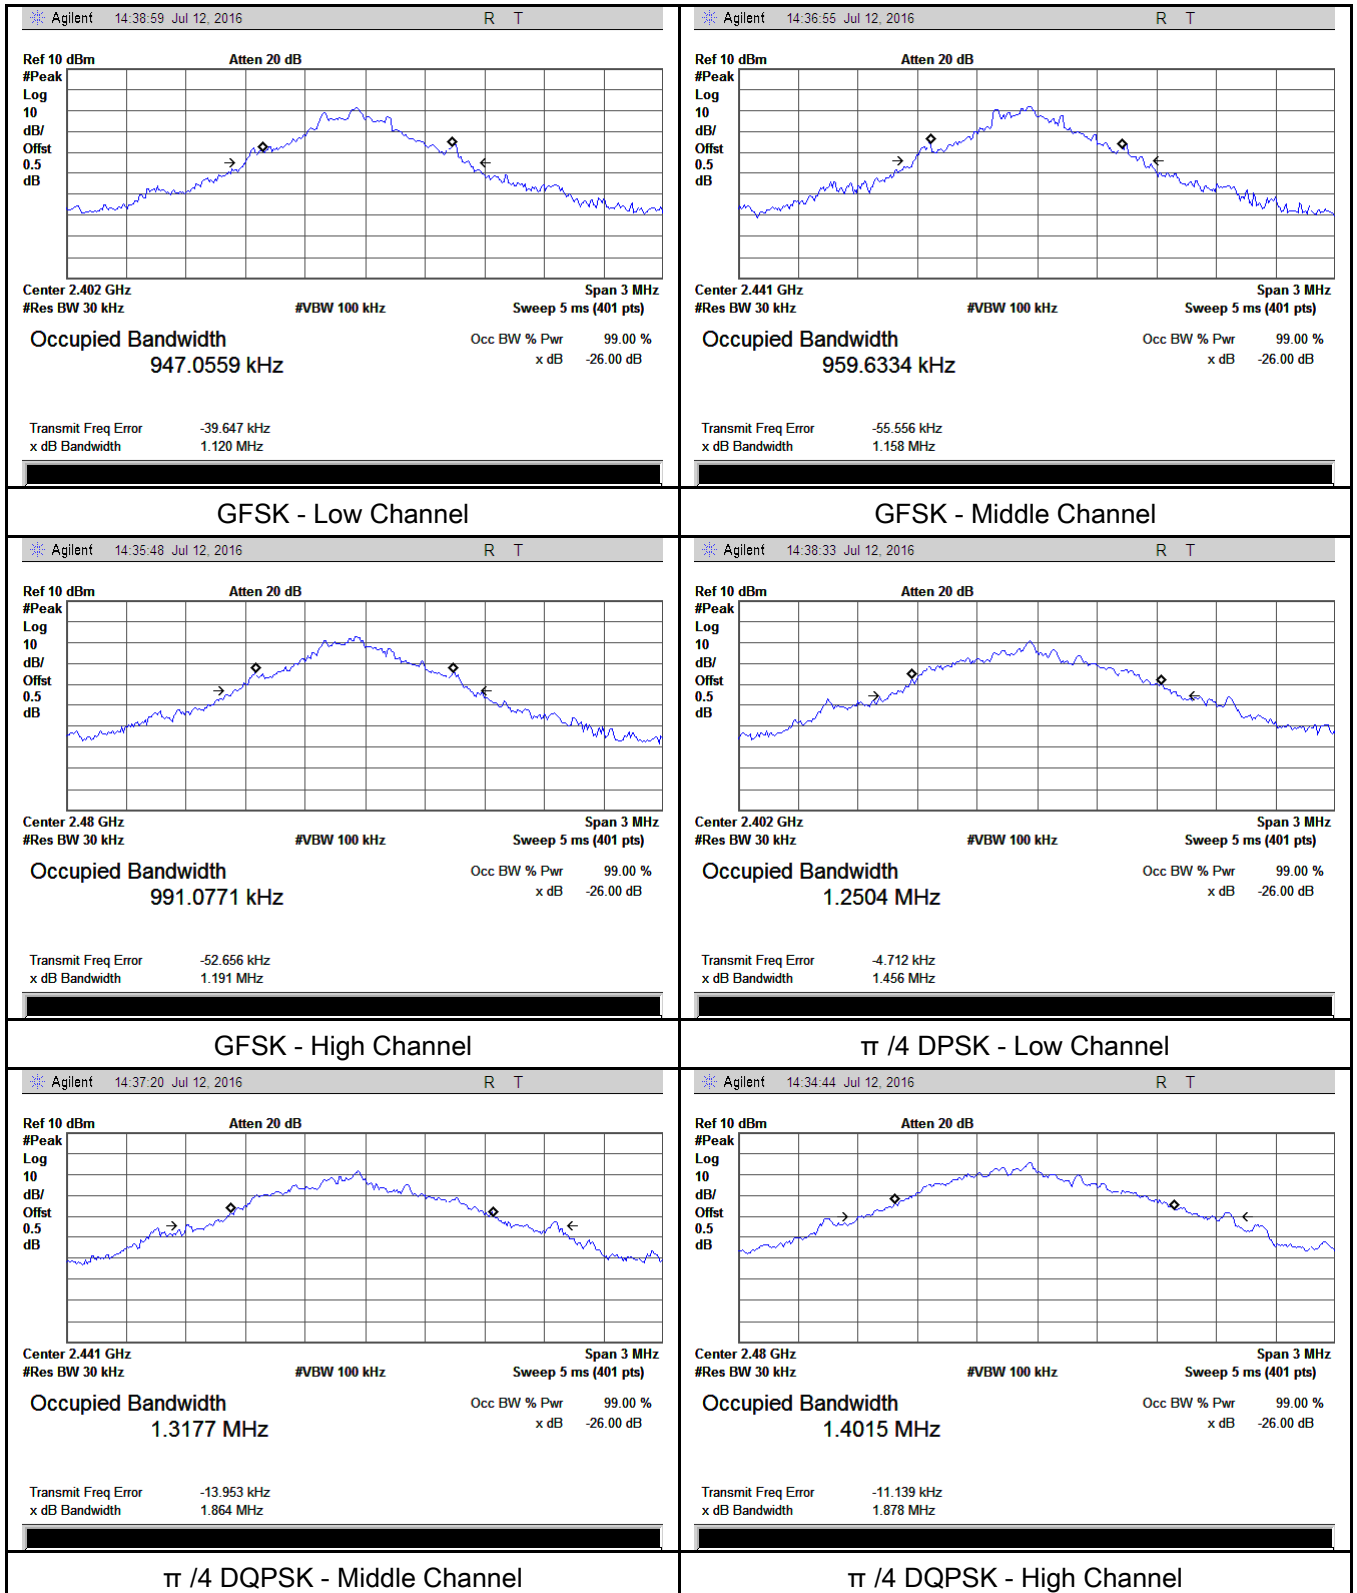 Agilent 14:38:59 Jul 12, 2016 R T
Ref 10 dBm Atten 20 dB
#Peak
Log
10
dB/
Offst
0.5
dB
Center 2.402 GHz Span 3 MHz
#Res BW 30 kHz #VBW 100 kHz Sweep 5 ms (401 pts)
Occupied Bandwidth Occ BW % Pwr 99.00 %
947.0559 kHz x dB -26.00 dB
Transmit Freq Error -39.647 kHz
x dB Bandwidth 1.120 MHz
GFSK - Low Channel
Agilent 14:36:55 Jul 12, 2016 R T
Ref 10 dBm Atten 20 dB
#Peak
Log
10
dB/
Offst
0.5
dB
Center 2.441 GHz Span 3 MHz
#Res BW 30 kHz #VBW 100 kHz Sweep 5 ms (401 pts)
Occupied Bandwidth Occ BW % Pwr 99.00 %
959.6334 kHz x dB -26.00 dB
Transmit Freq Error -55.556 kHz
x dB Bandwidth 1.158 MHz
GFSK - Middle Channel
Agilent 14:35:48 Jul 12, 2016 R T
Ref 10 dBm Atten 20 dB
#Peak
Log
10
dB/
Offst
0.5
dB
Center 2.48 GHz Span 3 MHz
#Res BW 30 kHz #VBW 100 kHz Sweep 5 ms (401 pts)
Occupied Bandwidth Occ BW % Pwr 99.00 %
991.0771 kHz x dB -26.00 dB
Transmit Freq Error -52.656 kHz
x dB Bandwidth 1.191 MHz
GFSK - High Channel
Agilent 14:38:33 Jul 12, 2016 R T
Ref 10 dBm Atten 20 dB
#Peak
Log
10
dB/
Offst
0.5
dB
Center 2.402 GHz Span 3 MHz
#Res BW 30 kHz #VBW 100 kHz Sweep 5 ms (401 pts)
Occupied Bandwidth Occ BW % Pwr 99.00 %
1.2504 MHz x dB -26.00 dB
Transmit Freq Error -4.712 kHz
x dB Bandwidth 1.456 MHz
π /4 DPSK - Low Channel
Agilent 14:37:20 Jul 12, 2016 R T
Ref 10 dBm Atten 20 dB
#Peak
Log
10
dB/
Offst
0.5
dB
Center 2.441 GHz Span 3 MHz
#Res BW 30 kHz #VBW 100 kHz Sweep 5 ms (401 pts)
Occupied Bandwidth Occ BW % Pwr 99.00 %
1.3177 MHz x dB -26.00 dB
Transmit Freq Error -13.953 kHz
x dB Bandwidth 1.864 MHz
π /4 DQPSK - Middle Channel
Agilent 14:34:44 Jul 12, 2016 R T
Ref 10 dBm Atten 20 dB
#Peak
Log
10
dB/
Offst
0.5
dB
Center 2.48 GHz Span 3 MHz
#Res BW 30 kHz #VBW 100 kHz Sweep 5 ms (401 pts)
Occupied Bandwidth Occ BW % Pwr 99.00 %
1.4015 MHz x dB -26.00 dB
Transmit Freq Error -11.139 kHz
x dB Bandwidth 1.878 MHz
π /4 DQPSK - High Channel